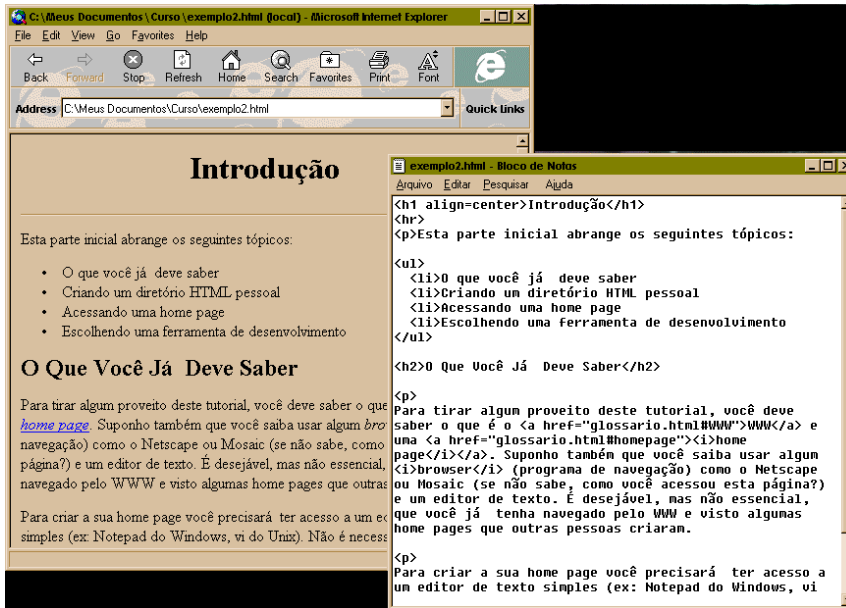 C:\Meus Documentos\Curso\exemplo2.html (local) - Microsoft Internet Explorer
File Edit View Go Favorites Help
Back Forward Stop Refresh Home Search Favorites Print Font
Address C:\Meus Documentos\Curso\exemplo2.html Quick Links
Introdução
Esta parte inicial abrange os seguintes tópicos:
• O que você já  deve saber
• Criando um diretório HTML pessoal
• Acessando uma home page
• Escolhendo uma ferramenta de desenvolvimento
O Que Você Já  Deve Saber
Para tirar algum proveito deste tutorial, você deve saber o que
home page. Suponho também que você saiba usar algum bro
navegação) como o Netscape ou Mosaic (se não sabe, como
página?) e um editor de texto. É desejável, mas não essencial,
navegado pelo WWW e visto algumas home pages que outras
Para criar a sua home page você precisará  ter acesso a um ed
simples (ex: Notepad do Windows, vi do Unix). Não é necess
exemplo2.html - Bloco de Notas
Arquivo Editar Pesquisar Ajuda
<h1 align=center>Introdução</h1>
<hr>
<p>Esta parte inicial abrange os seguintes tópicos:
<ul>
<li>O que você já  deve saber
<li>Criando um diretório HTML pessoal
<li>Acessando uma home page
<li>Escolhendo uma ferramenta de desenvolvimento
</ul>
<h2>O Que Você Já  Deve Saber</h2>
<p>
Para tirar algum proveito deste tutorial, você deve
saber o que é o <a href="glossario.html#WWW">WWW</a> e
uma <a href="glossario.html#homepage"><i>home
page</i></a>. Suponho também que você saiba usar algum
<i>browser</i> (programa de navegação) como o Netscape
ou Mosaic (se não sabe, como você acessou esta página?)
e um editor de texto. É desejável, mas não essencial,
que você já  tenha navegado pelo WWW e visto algumas
home pages que outras pessoas criaram.
<p>
Para criar a sua home page você precisará  ter acesso a
um editor de texto simples (ex: Notepad do Windows, vi